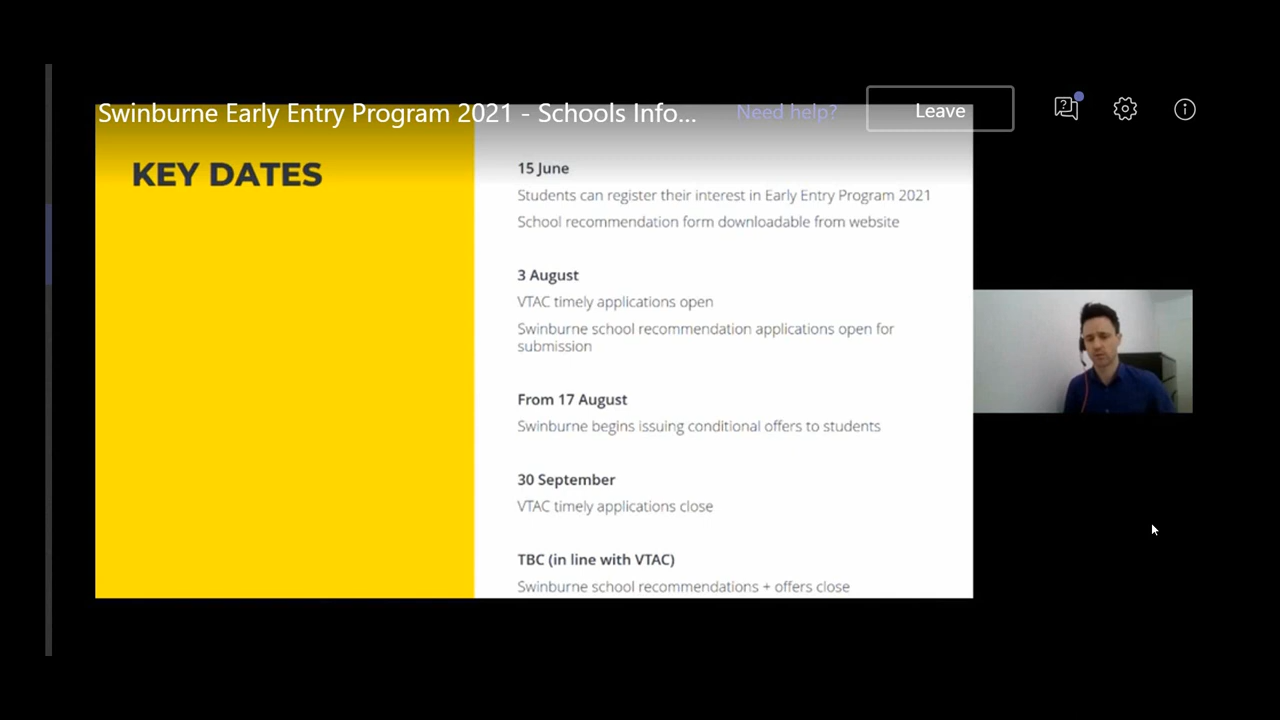 Swinburne Early Entry Program 2021 - Schools Info...
Need help?
Leave
KEY DATES
15 June
Students can register their interest in Early Entry Program 2021
School recommendation form downloadable from website
3 August
VTAC timely applications open
Swinburne school recommendation applications open for
submission
From 17 August
Swinburne begins issuing conditional offers to students
30 September
VTAC timely applications close
TBC (in line with VTAC)
Swinburne school recommendations + offers close